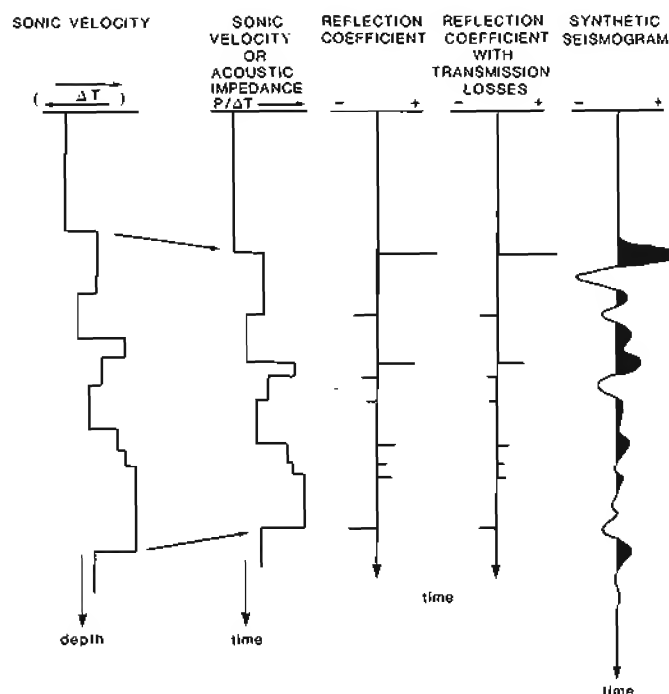 SONIC VELOCITY
( ΔT )
depth
SONIC
VELOCITY
OR
ACOUSTIC
IMPEDANCE
P/ΔT
time
REFLECTION
COEFFICIENT
- +
REFLECTION
COEFFICIENT
WITH
TRANSMISSION
LOSSES
- +
time
SYNTHETIC
SEISMOGRAM
- +
time